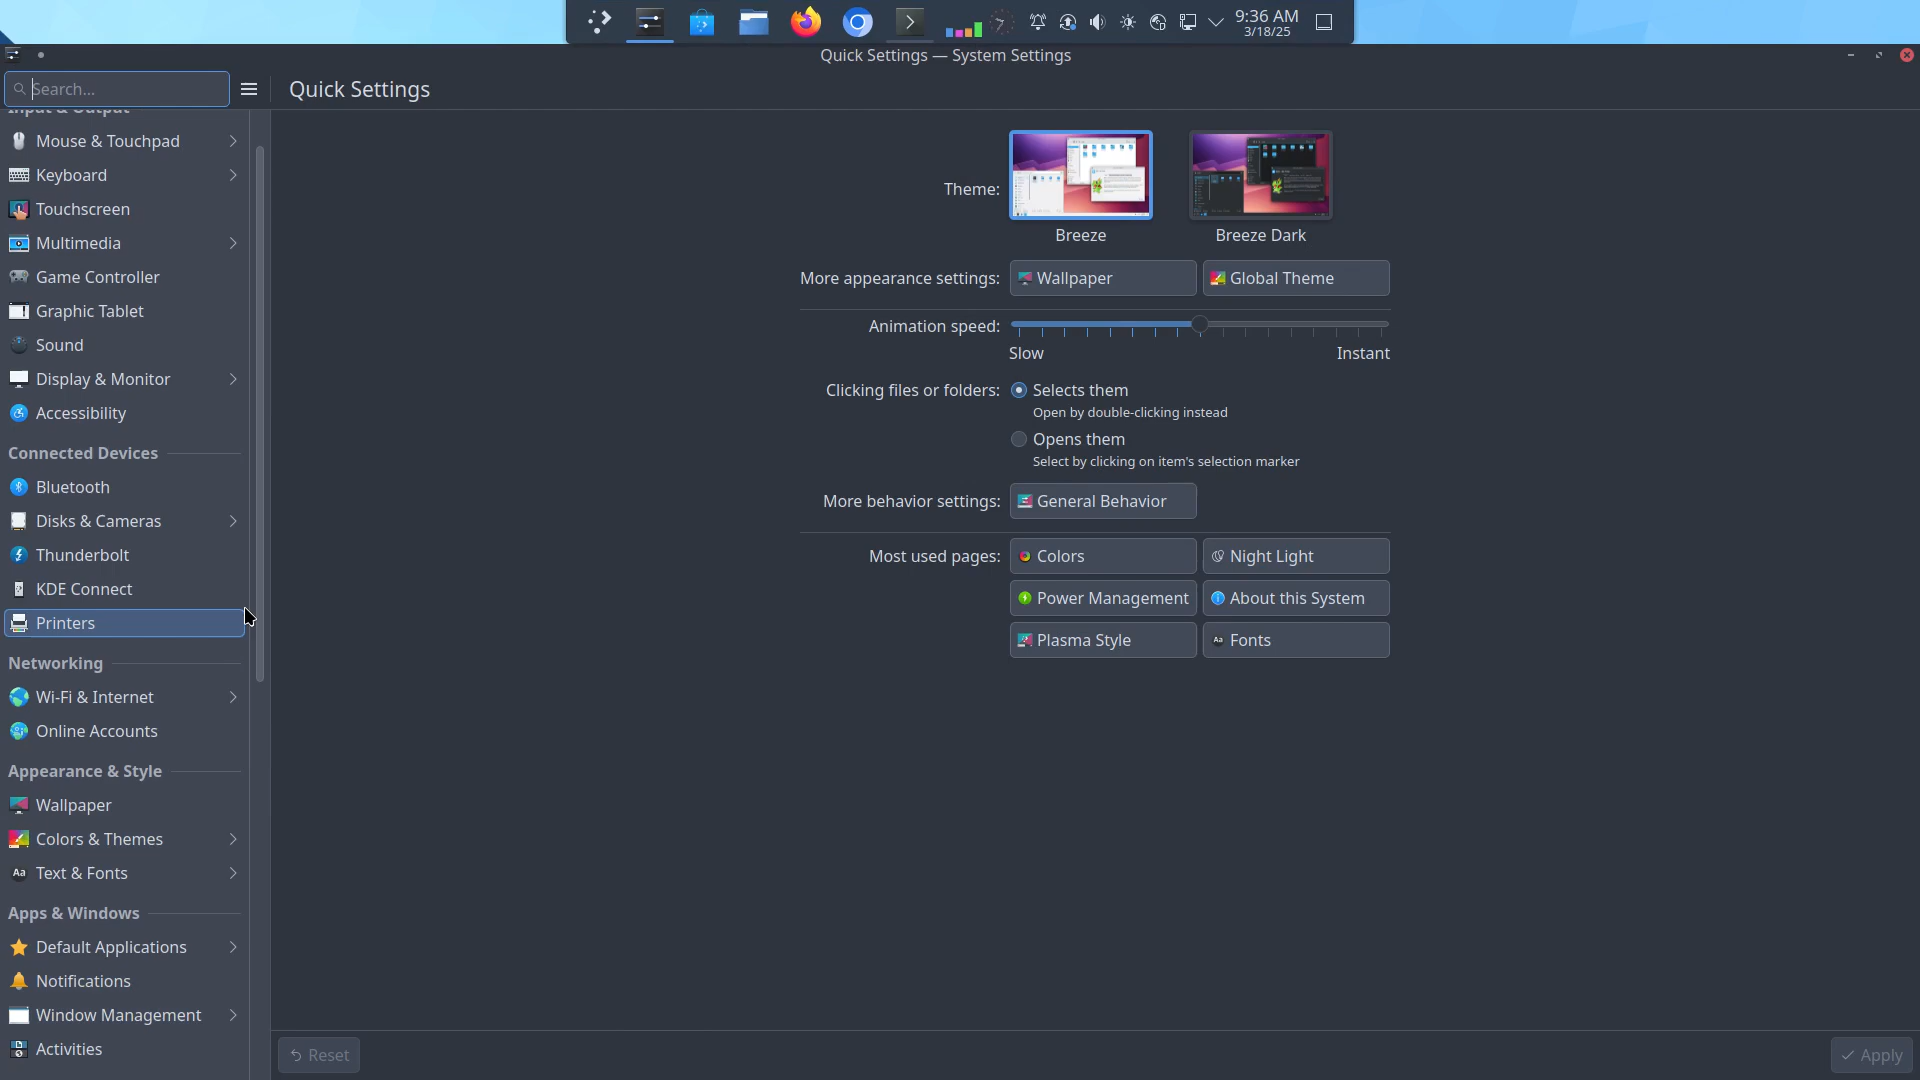 9:36 AM
3/18/25
Quick Settings — System Settings
Search...
Quick Settings
Input & Output
Mouse & Touchpad
Keyboard
Touchscreen
Multimedia
Game Controller
Graphic Tablet
Sound
Display & Monitor
Accessibility
Connected Devices
Bluetooth
Disks & Cameras
Thunderbolt
KDE Connect
Printers
Networking
Wi-Fi & Internet
Online Accounts
Appearance & Style
Wallpaper
Colors & Themes
Text & Fonts
Apps & Windows
Default Applications
Notifications
Window Management
Activities
Theme:
Breeze
Breeze Dark
More appearance settings:
Wallpaper
Global Theme
Animation speed:
Slow
Instant
Clicking files or folders:
Selects them
Open by double-clicking instead
Opens them
Select by clicking on item's selection marker
More behavior settings:
General Behavior
Most used pages:
Colors
Night Light
Power Management
About this System
Plasma Style
Fonts
Reset
Apply